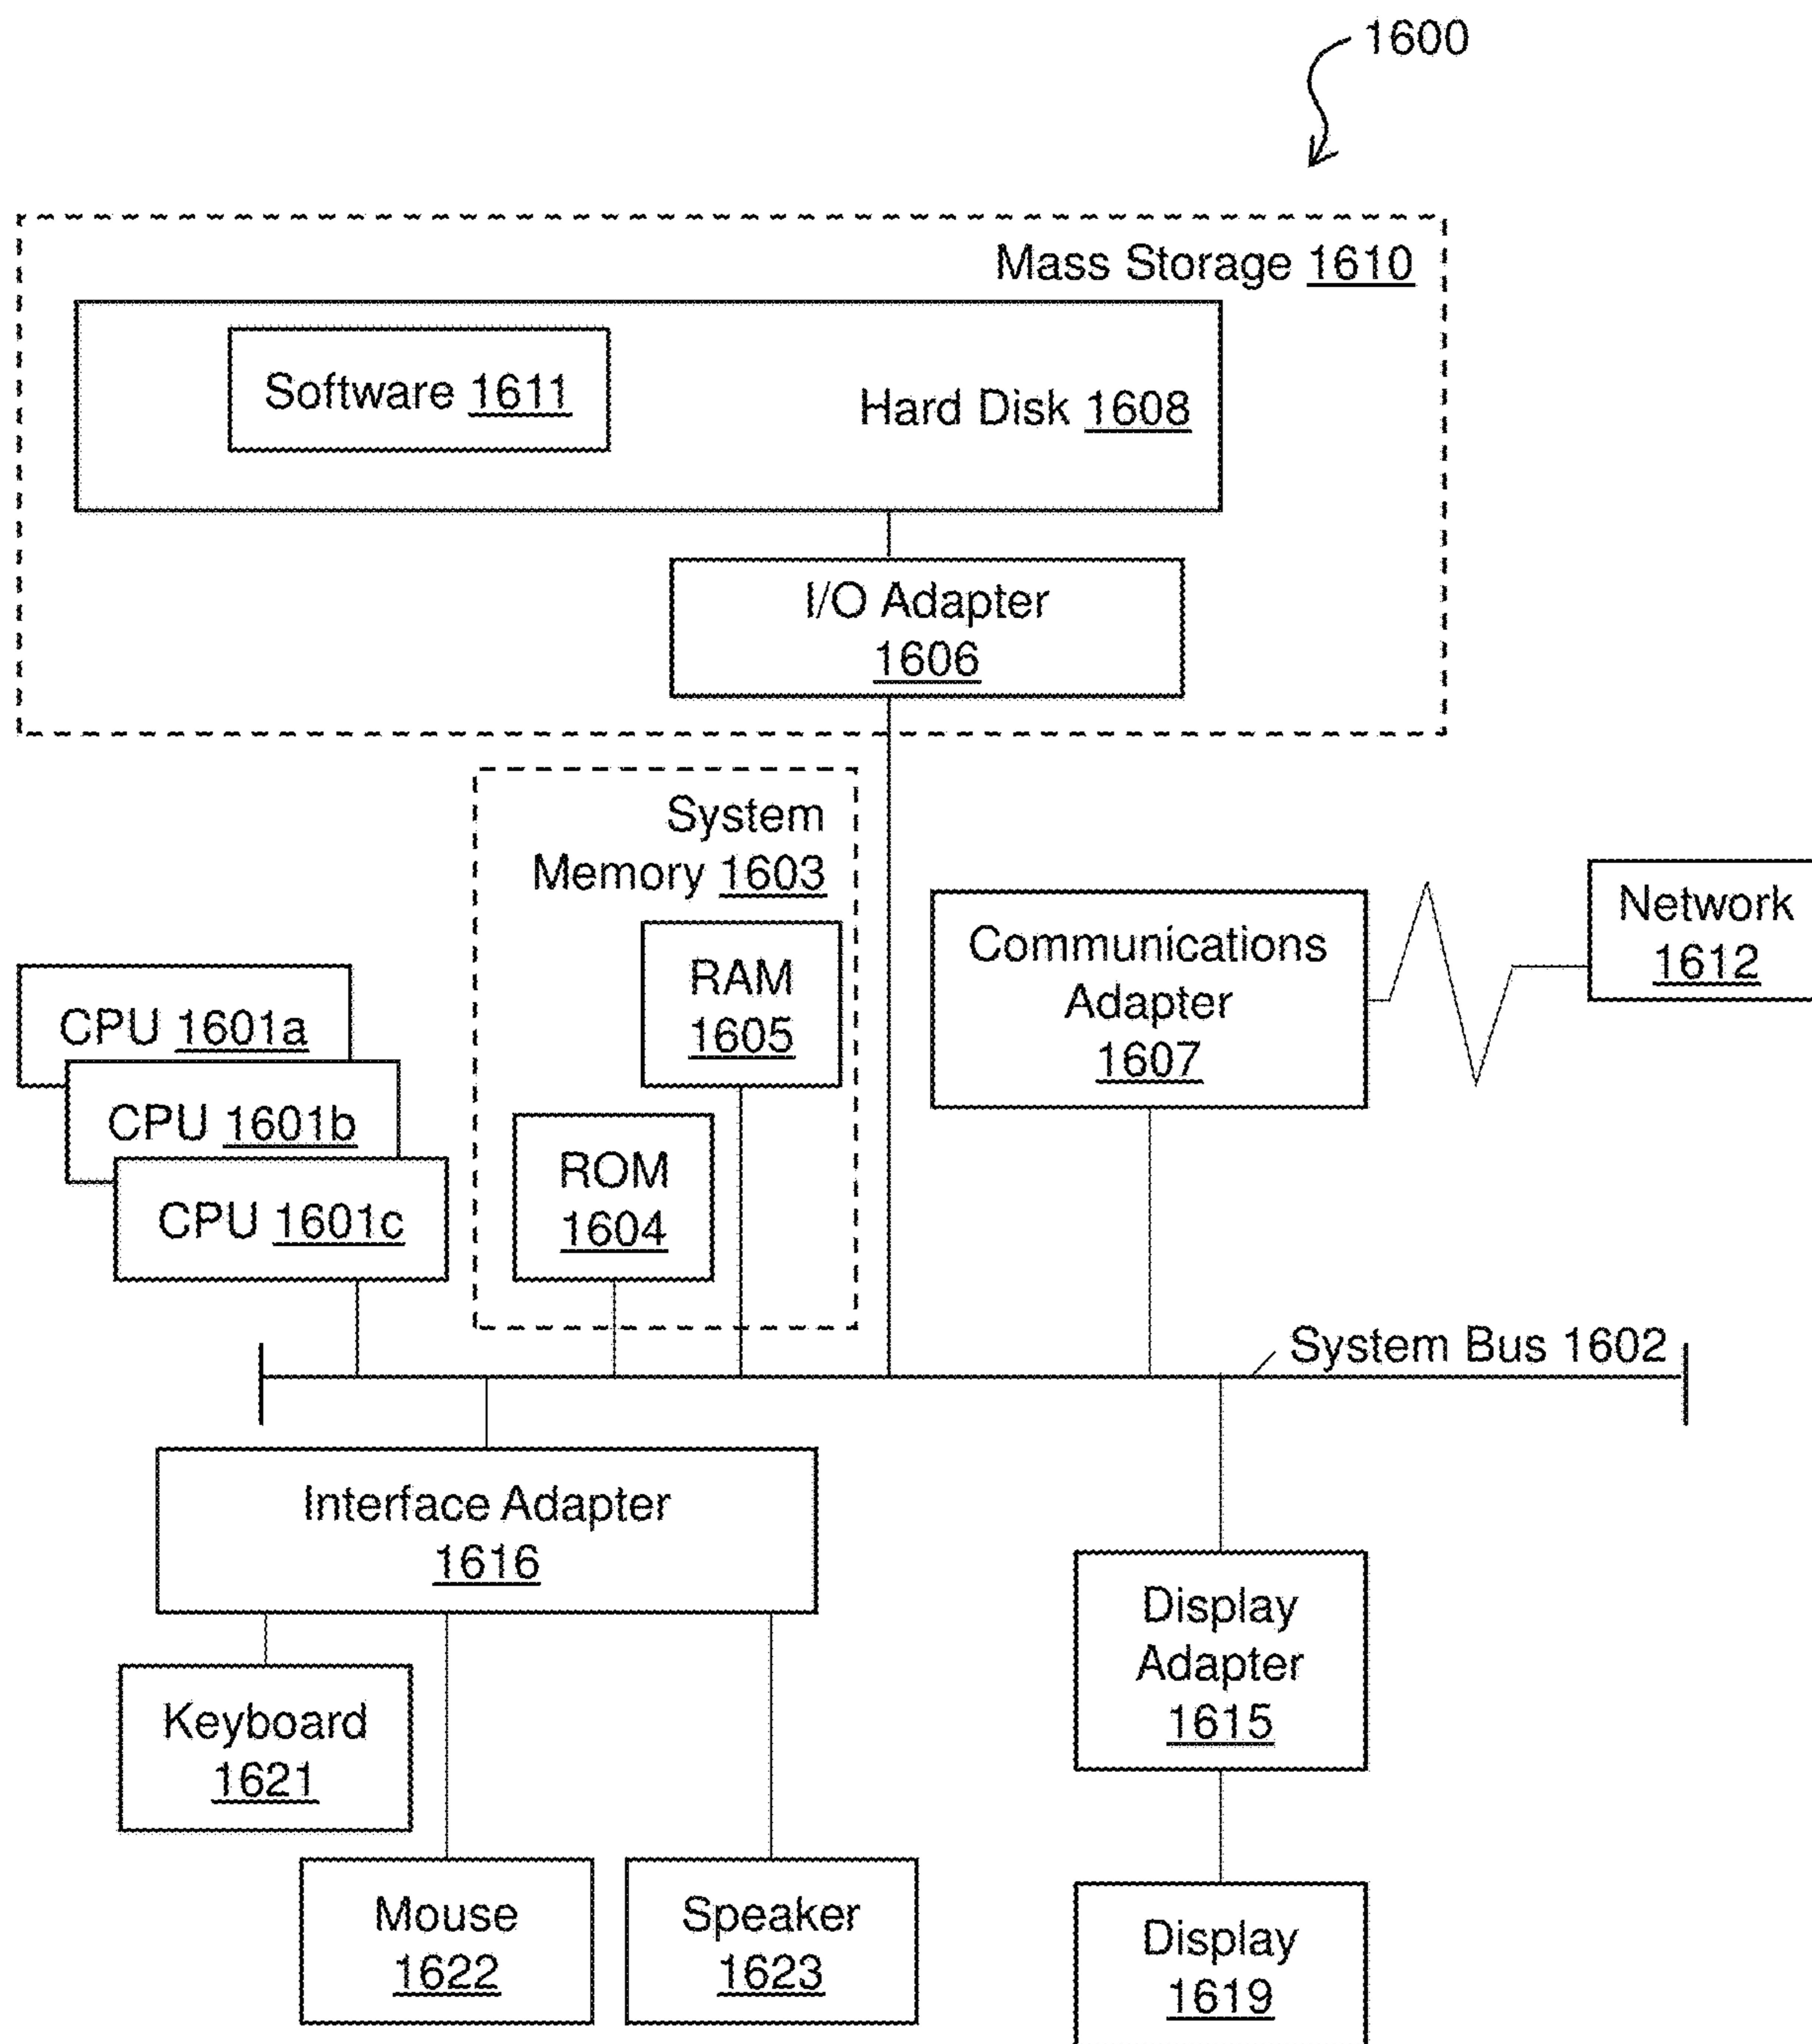 1600
Mass Storage 1610
Software 1611
Hard Disk 1608
I/O Adapter
1606
System
Memory 1603
RAM
1605
ROM
1604
CPU 1601a
CPU 1601b
CPU 1601c
Communications
Adapter
1607
Network
1612
System Bus 1602
Interface Adapter
1616
Display
Adapter
1615
Keyboard
1621
Mouse
1622
Speaker
1623
Display
1619